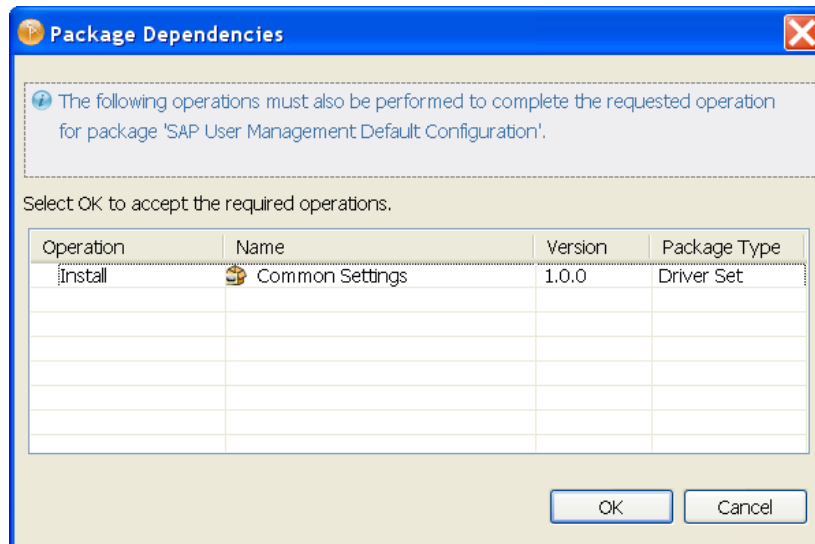 Package Dependencies
The following operations must also be performed to complete the requested operation
for package 'SAP User Management Default Configuration'.
Select OK to accept the required operations.
Operation Name Version Package Type
Install Common Settings 1.0.0 Driver Set
OK Cancel